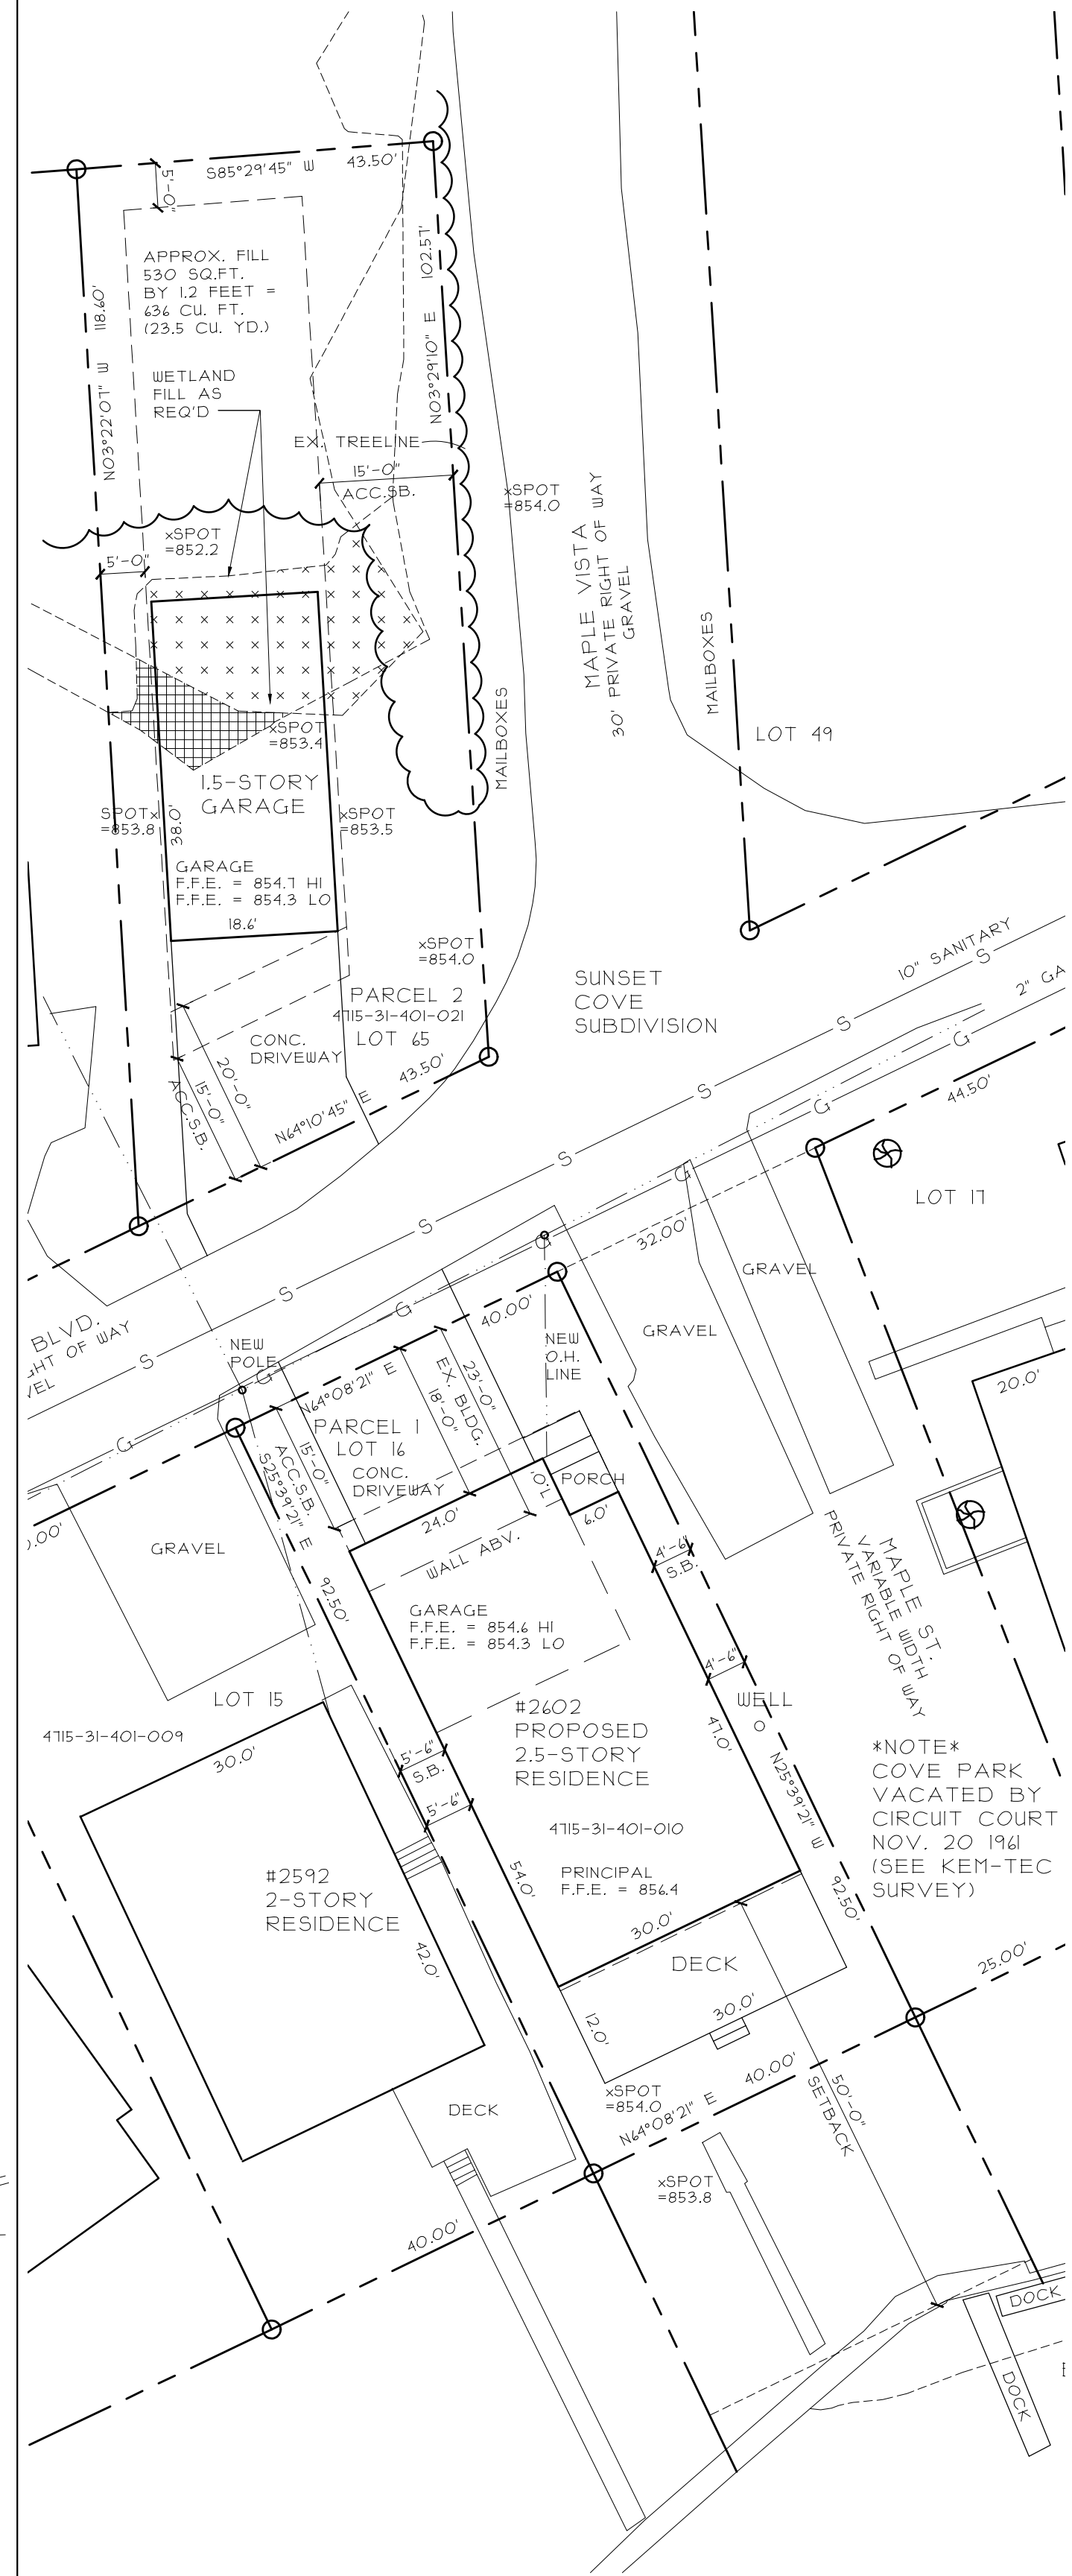 S85°29'45" W 43.50'
5'-0"
APPROX. FILL
530 SQ.FT.
BY 1.2 FEET =
636 CU. FT.
(23.5 CU. YD.)
118.60'
N03°22'07" W
102.57'
N03°29'10" E
WETLAND
FILL AS
REQ'D
EX. TREELINE
15'-0"
ACC.SB.
xSPOT
=854.0
xSPOT
=852.2
5'-0"
MAPLE VISTA
30' PRIVATE RIGHT OF WAY
GRAVEL
MAILBOXES
MAILBOXES
LOT 49
xSPOT
=853.4
1.5-STORY
GARAGE
SPOTx
=853.8
38.0'
xSPOT
=853.5
GARAGE
F.F.E. = 854.7 HI
F.F.E. = 854.3 LO
18.6'
xSPOT
=854.0
PARCEL 2
4715-31-401-021
LOT 65
CONC.
DRIVEWAY
20'-0"
15'-0"
ACC.S.B.
N64°10'45" E
43.50'
SUNSET
COVE
SUBDIVISION
10" SANITARY
S
S
S
S
S
S
2" GA
G
G
G
G
G
G
G
44.50'
LOT 17
32.00'
GRAVEL
GRAVEL
BLVD.
GHT OF WAY
VEL
NEW
POLE
40.00'
NEW
O.H.
LINE
N64°08'21" E
PARCEL 1
LOT 16
CONC.
DRIVEWAY
23'-0"
EX. BLDG.
18'-0"
15'-0"
ACC.S.B.
S25°39'21" E
92.50'
24.0'
7.0'
PORCH
6.0'
WALL ABV.
4'-6"
S.B.
20.0'
0.00'
GRAVEL
GARAGE
F.F.E. = 854.6 HI
F.F.E. = 854.3 LO
4'-6"
MAPLE ST.
VARIABLE WIDTH
PRIVATE RIGHT OF WAY
LOT 15
4715-31-401-009
30.0'
5'-6"
S.B.
5'-6"
#2602
PROPOSED
2.5-STORY
RESIDENCE
4715-31-401-010
47.0'
WELL
N25°39'21" W
92.50'
*NOTE*
COVE PARK
VACATED BY
CIRCUIT COURT
NOV. 20 1961
(SEE KEM-TEC
SURVEY)
#2592
2-STORY
RESIDENCE
42.0'
54.0'
PRINCIPAL
F.F.E. = 856.4
30.0'
DECK
30.0'
12.0'
25.00'
xSPOT
=854.0
N64°08'21" E
40.00'
50'-0"
SETBACK
DECK
xSPOT
=853.8
40.00'
DOCK
DOCK